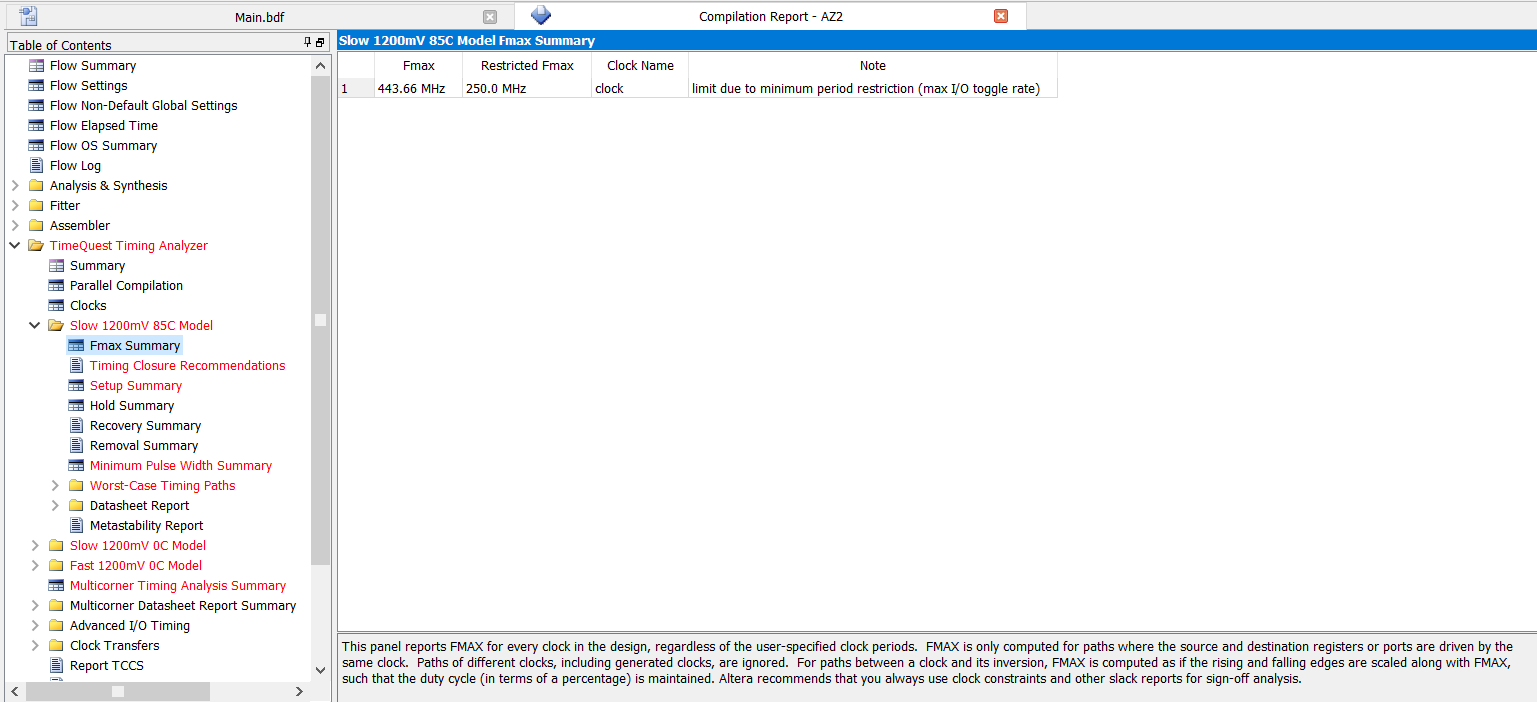 Main.bdf
Compilation Report - AZ2
Table of Contents
Flow Summary
Flow Settings
Flow Non-Default Global Settings
Flow Elapsed Time
Flow OS Summary
Flow Log
Analysis & Synthesis
Fitter
Assembler
TimeQuest Timing Analyzer
Summary
Parallel Compilation
Clocks
Slow 1200mV 85C Model
Fmax Summary
Timing Closure Recommendations
Setup Summary
Hold Summary
Recovery Summary
Removal Summary
Minimum Pulse Width Summary
Worst-Case Timing Paths
Datasheet Report
Metastability Report
Slow 1200mV 0C Model
Fast 1200mV 0C Model
Multicorner Timing Analysis Summary
Multicorner Datasheet Report Summary
Advanced I/O Timing
Clock Transfers
Report TCCS
Slow 1200mV 85C Model Fmax Summary
Fmax Restricted Fmax Clock Name Note
1 443.66 MHz 250.0 MHz clock limit due to minimum period restriction (max I/O toggle rate)
This panel reports FMAX for every clock in the design, regardless of the user-specified clock periods.  FMAX is only computed for paths where the source and destination registers or ports are driven by the
same clock.  Paths of different clocks, including generated clocks, are ignored.  For paths between a clock and its inversion, FMAX is computed as if the rising and falling edges are scaled along with FMAX,
such that the duty cycle (in terms of a percentage) is maintained. Altera recommends that you always use clock constraints and other slack reports for sign-off analysis.